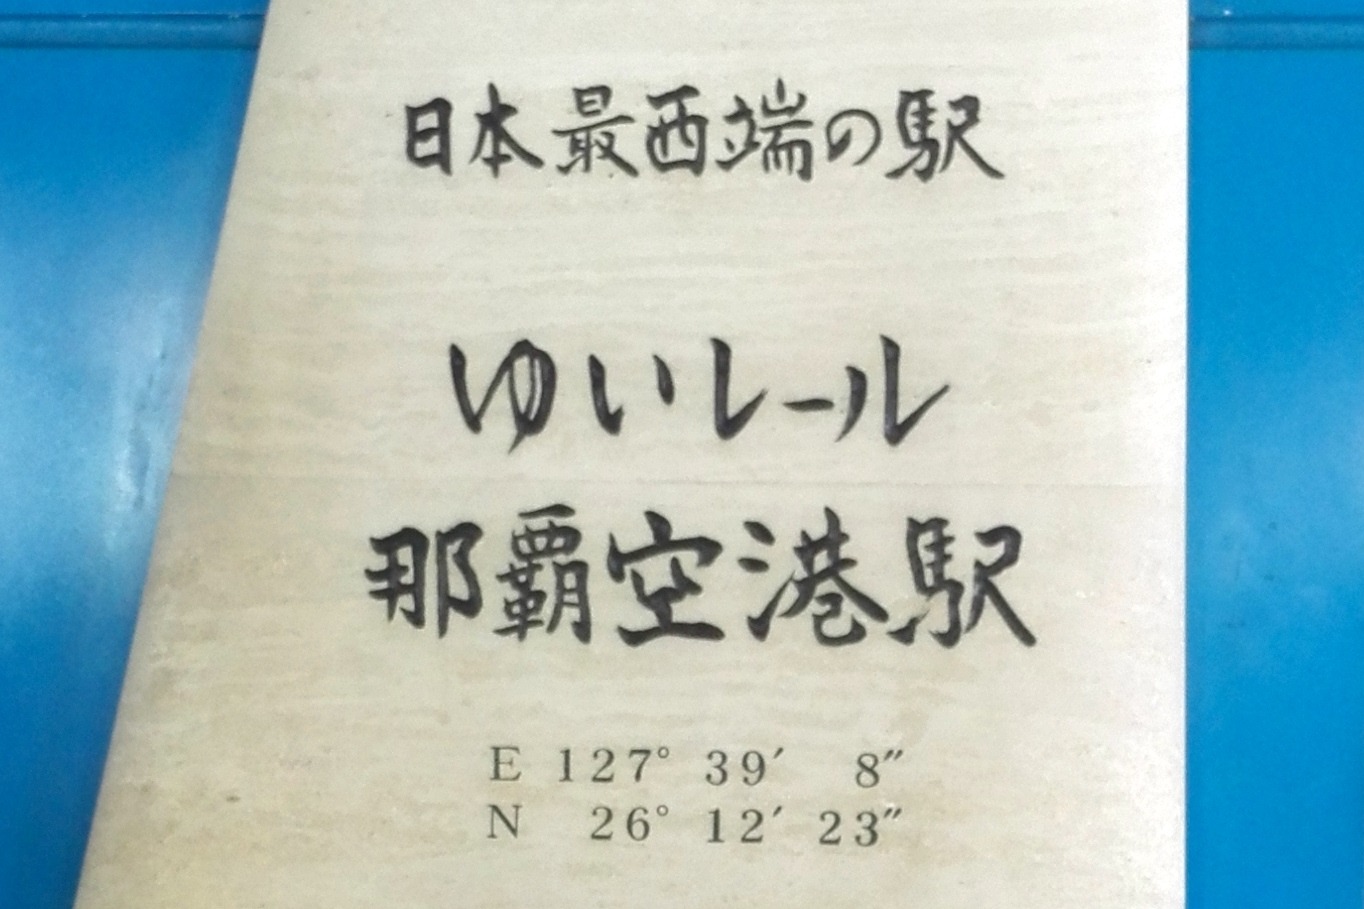 日本最西端の駅
ゆいレール
那覇空港駅
E 127° 39′ 8″
N 26° 12′ 23″